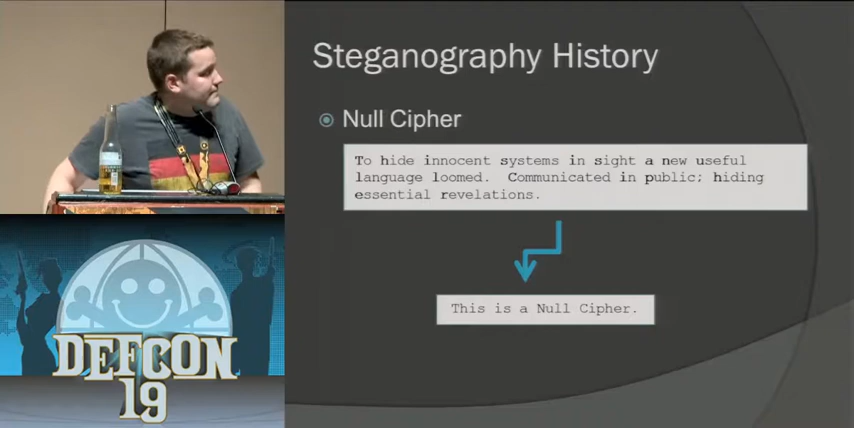 Steganography History
Null Cipher
To hide innocent systems in sight a new useful
language loomed. Communicated in public; hiding
essential revelations.
This is a Null Cipher.
DEFCON
19